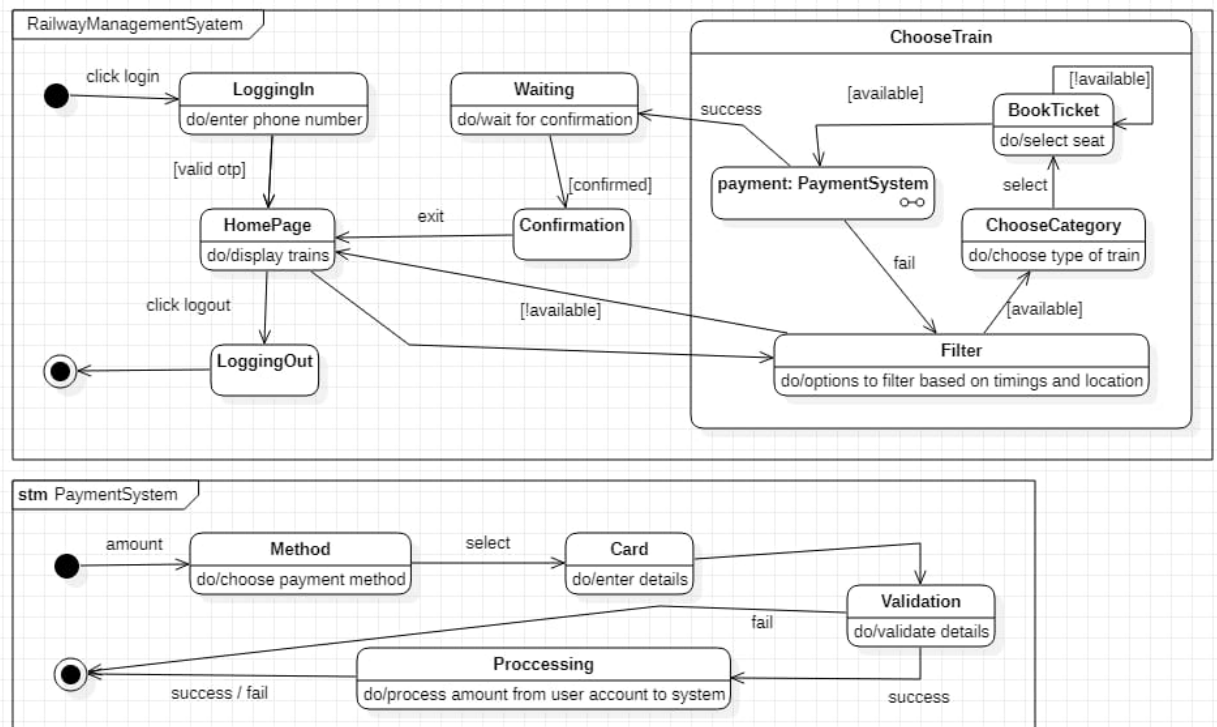 RailwayManagementSyatem
ChooseTrain
click login
LoggingIn
do/enter phone number
Waiting
do/wait for confirmation
success
[available]
[!available]
BookTicket
do/select seat
[valid otp]
[confirmed]
payment: PaymentSystem
select
HomePage
do/display trains
exit
Confirmation
ChooseCategory
do/choose type of train
fail
click logout
[!available]
[available]
LoggingOut
Filter
do/options to filter based on timings and location
stm PaymentSystem
amount
Method
do/choose payment method
select
Card
do/enter details
Validation
do/validate details
fail
Proccessing
do/process amount from user account to system
success / fail
success